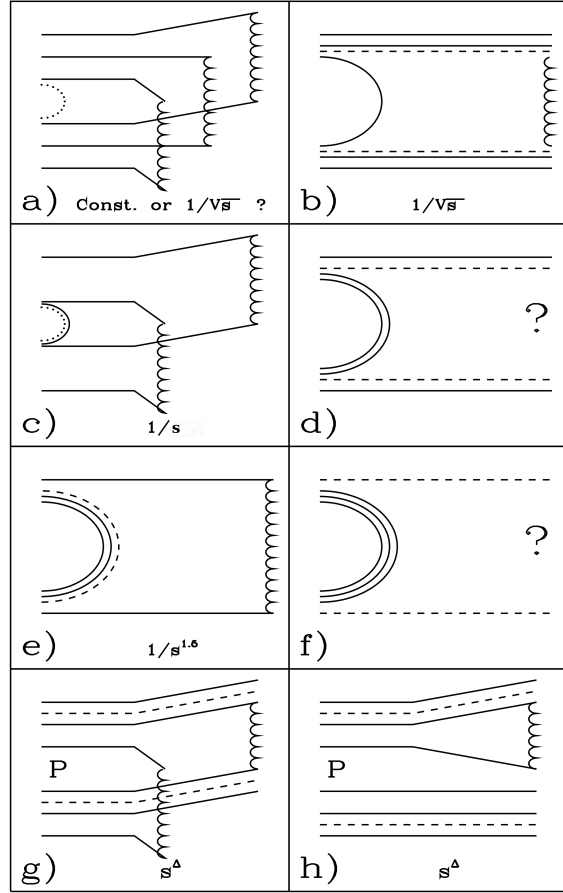 a) Const. or 1/√s ?
b) 1/√s
c) 1/s
d) ?
e) 1/s^1.5
f) ?
P
P
g) s^Δ
h) s^Δ